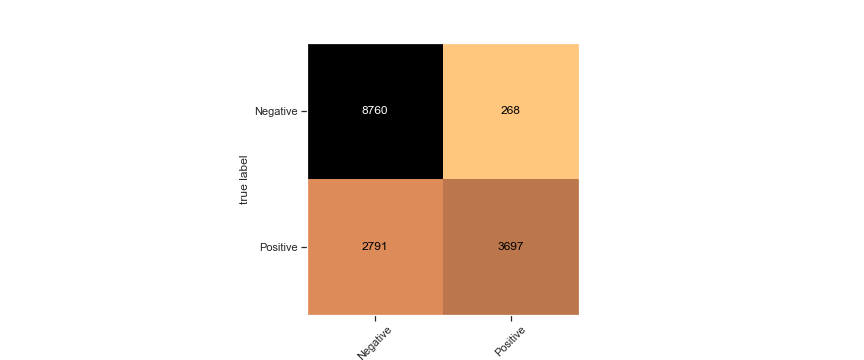 Negative
8760
268
true label
Positive
2791
3697
Negative
Positive